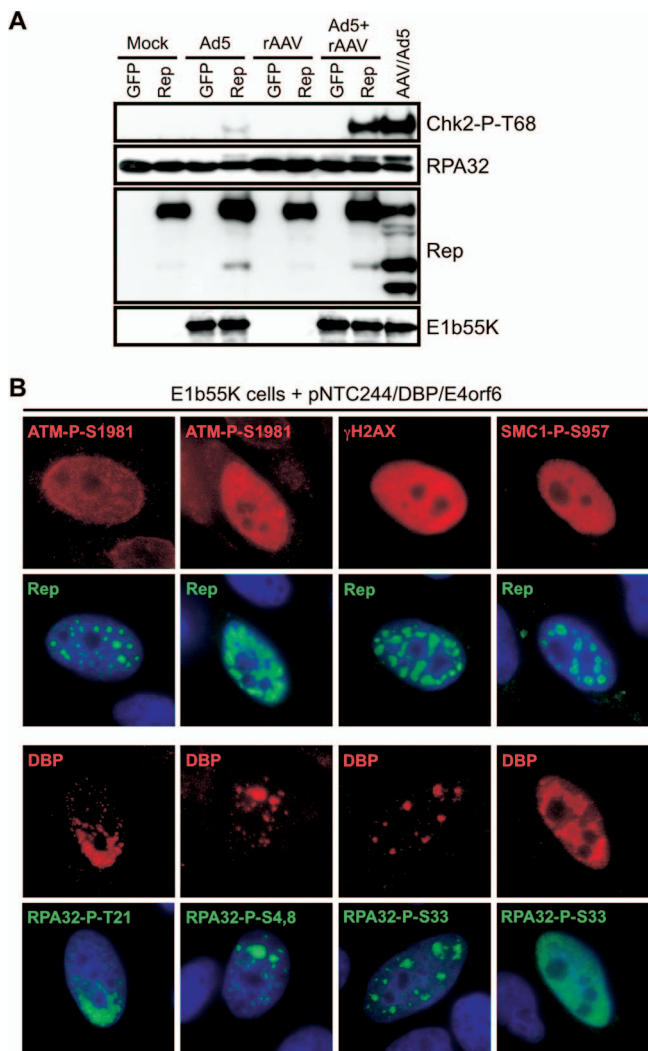 A
Mock Ad5 rAAV Ad5+
rAAV
GFP Rep GFP Rep GFP Rep GFP Rep AAV/Ad5
Chk2-P-T68
RPA32
Rep
E1b55K
B
E1b55K cells + pNTC244/DBP/E4orf6
ATM-P-S1981 ATM-P-S1981 γH2AX SMC1-P-S957
Rep Rep Rep Rep
DBP DBP DBP DBP
RPA32-P-T21 RPA32-P-S4,8 RPA32-P-S33 RPA32-P-S33